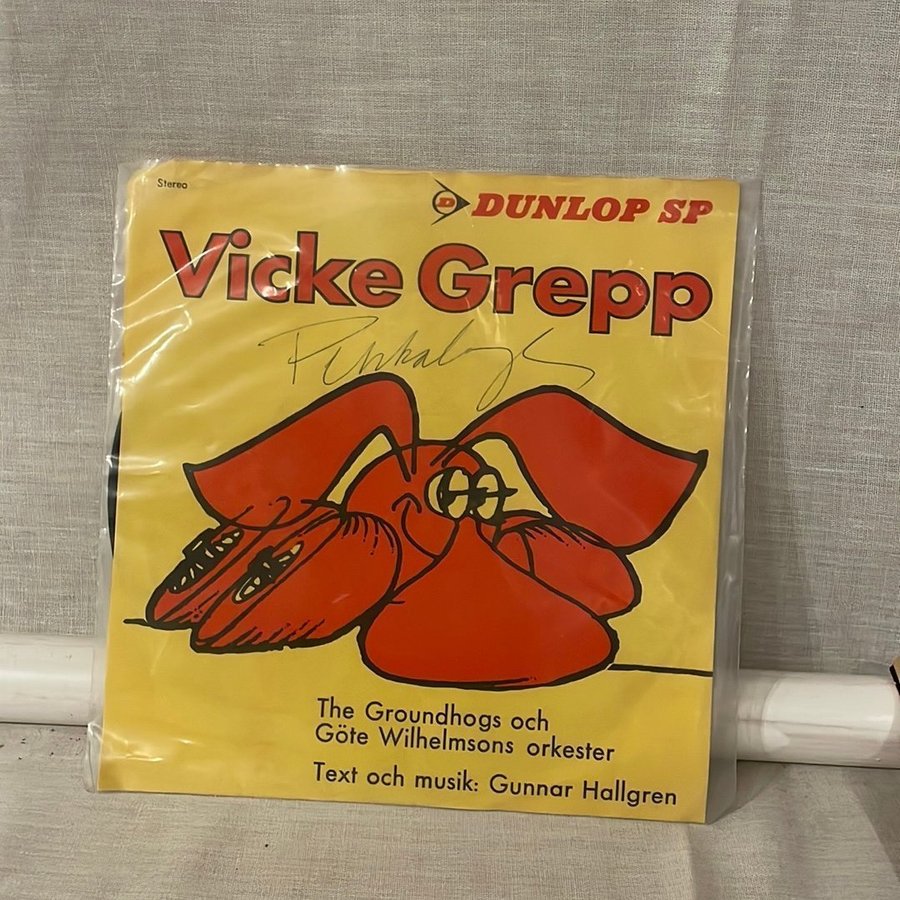 Stereo
D DUNLOP SP
Vicke Grepp
The Groundhogs och
Göte Wilhelmsons orkester
Text och musik: Gunnar Hallgren